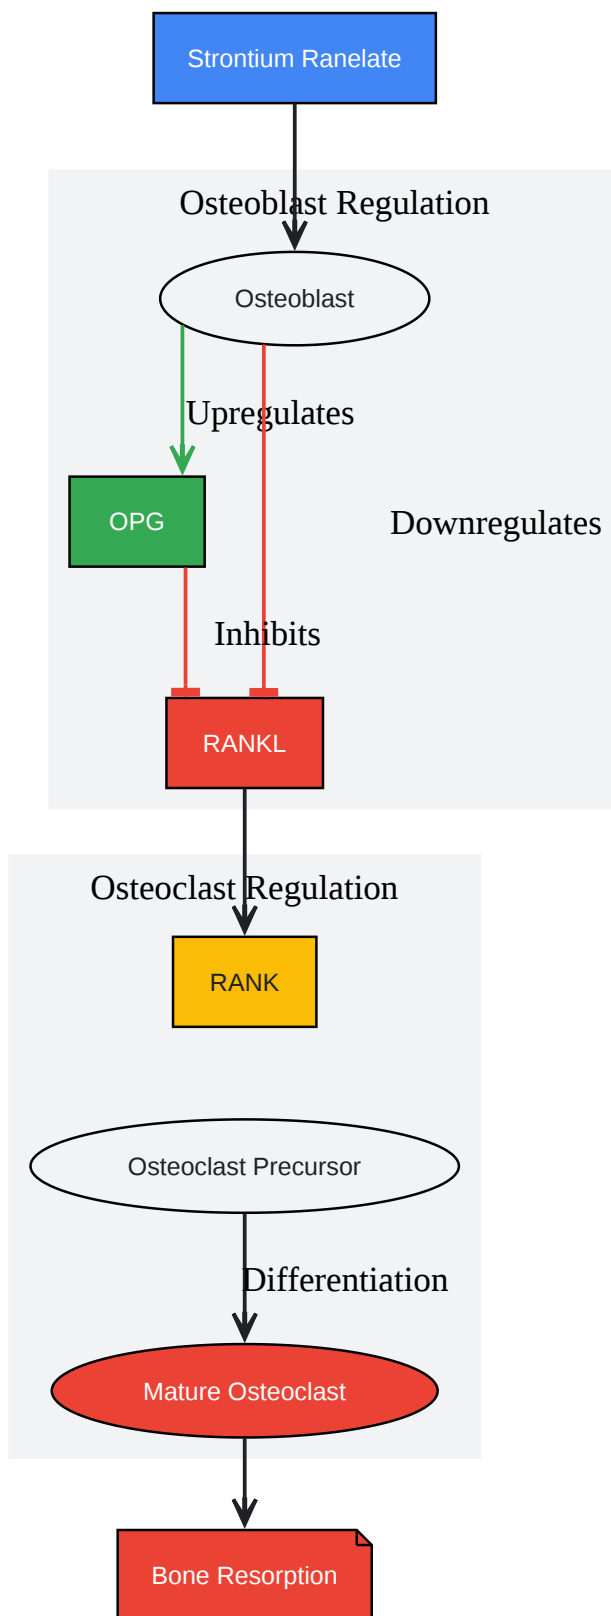 Strontium Ranelate
Osteoblast Regulation
Osteoblast
Upregulates
OPG
Downregulates
Inhibits
RANKL
Osteoclast Regulation
RANK
Osteoclast Precursor
Differentiation
Mature Osteoclast
Bone Resorption